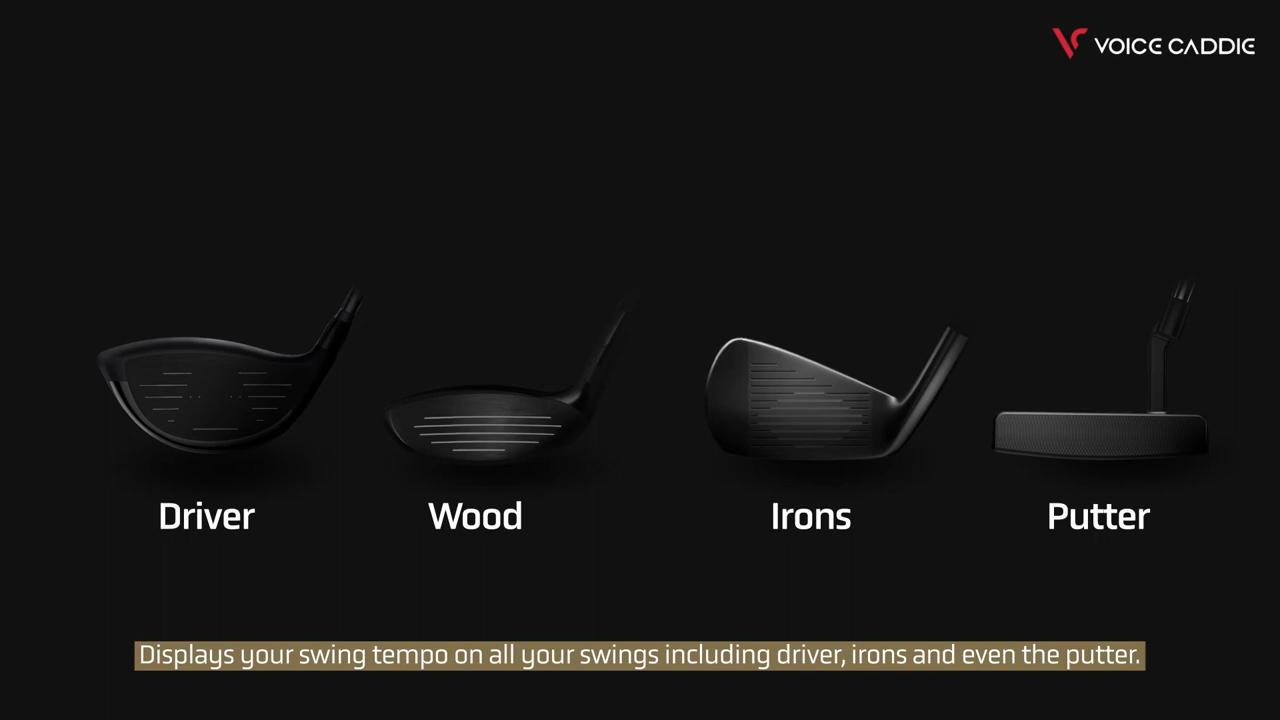 VOICE CADDIE
Driver
Wood
Irons
Putter
Displays your swing tempo on all your swings including driver, irons and even the putter.